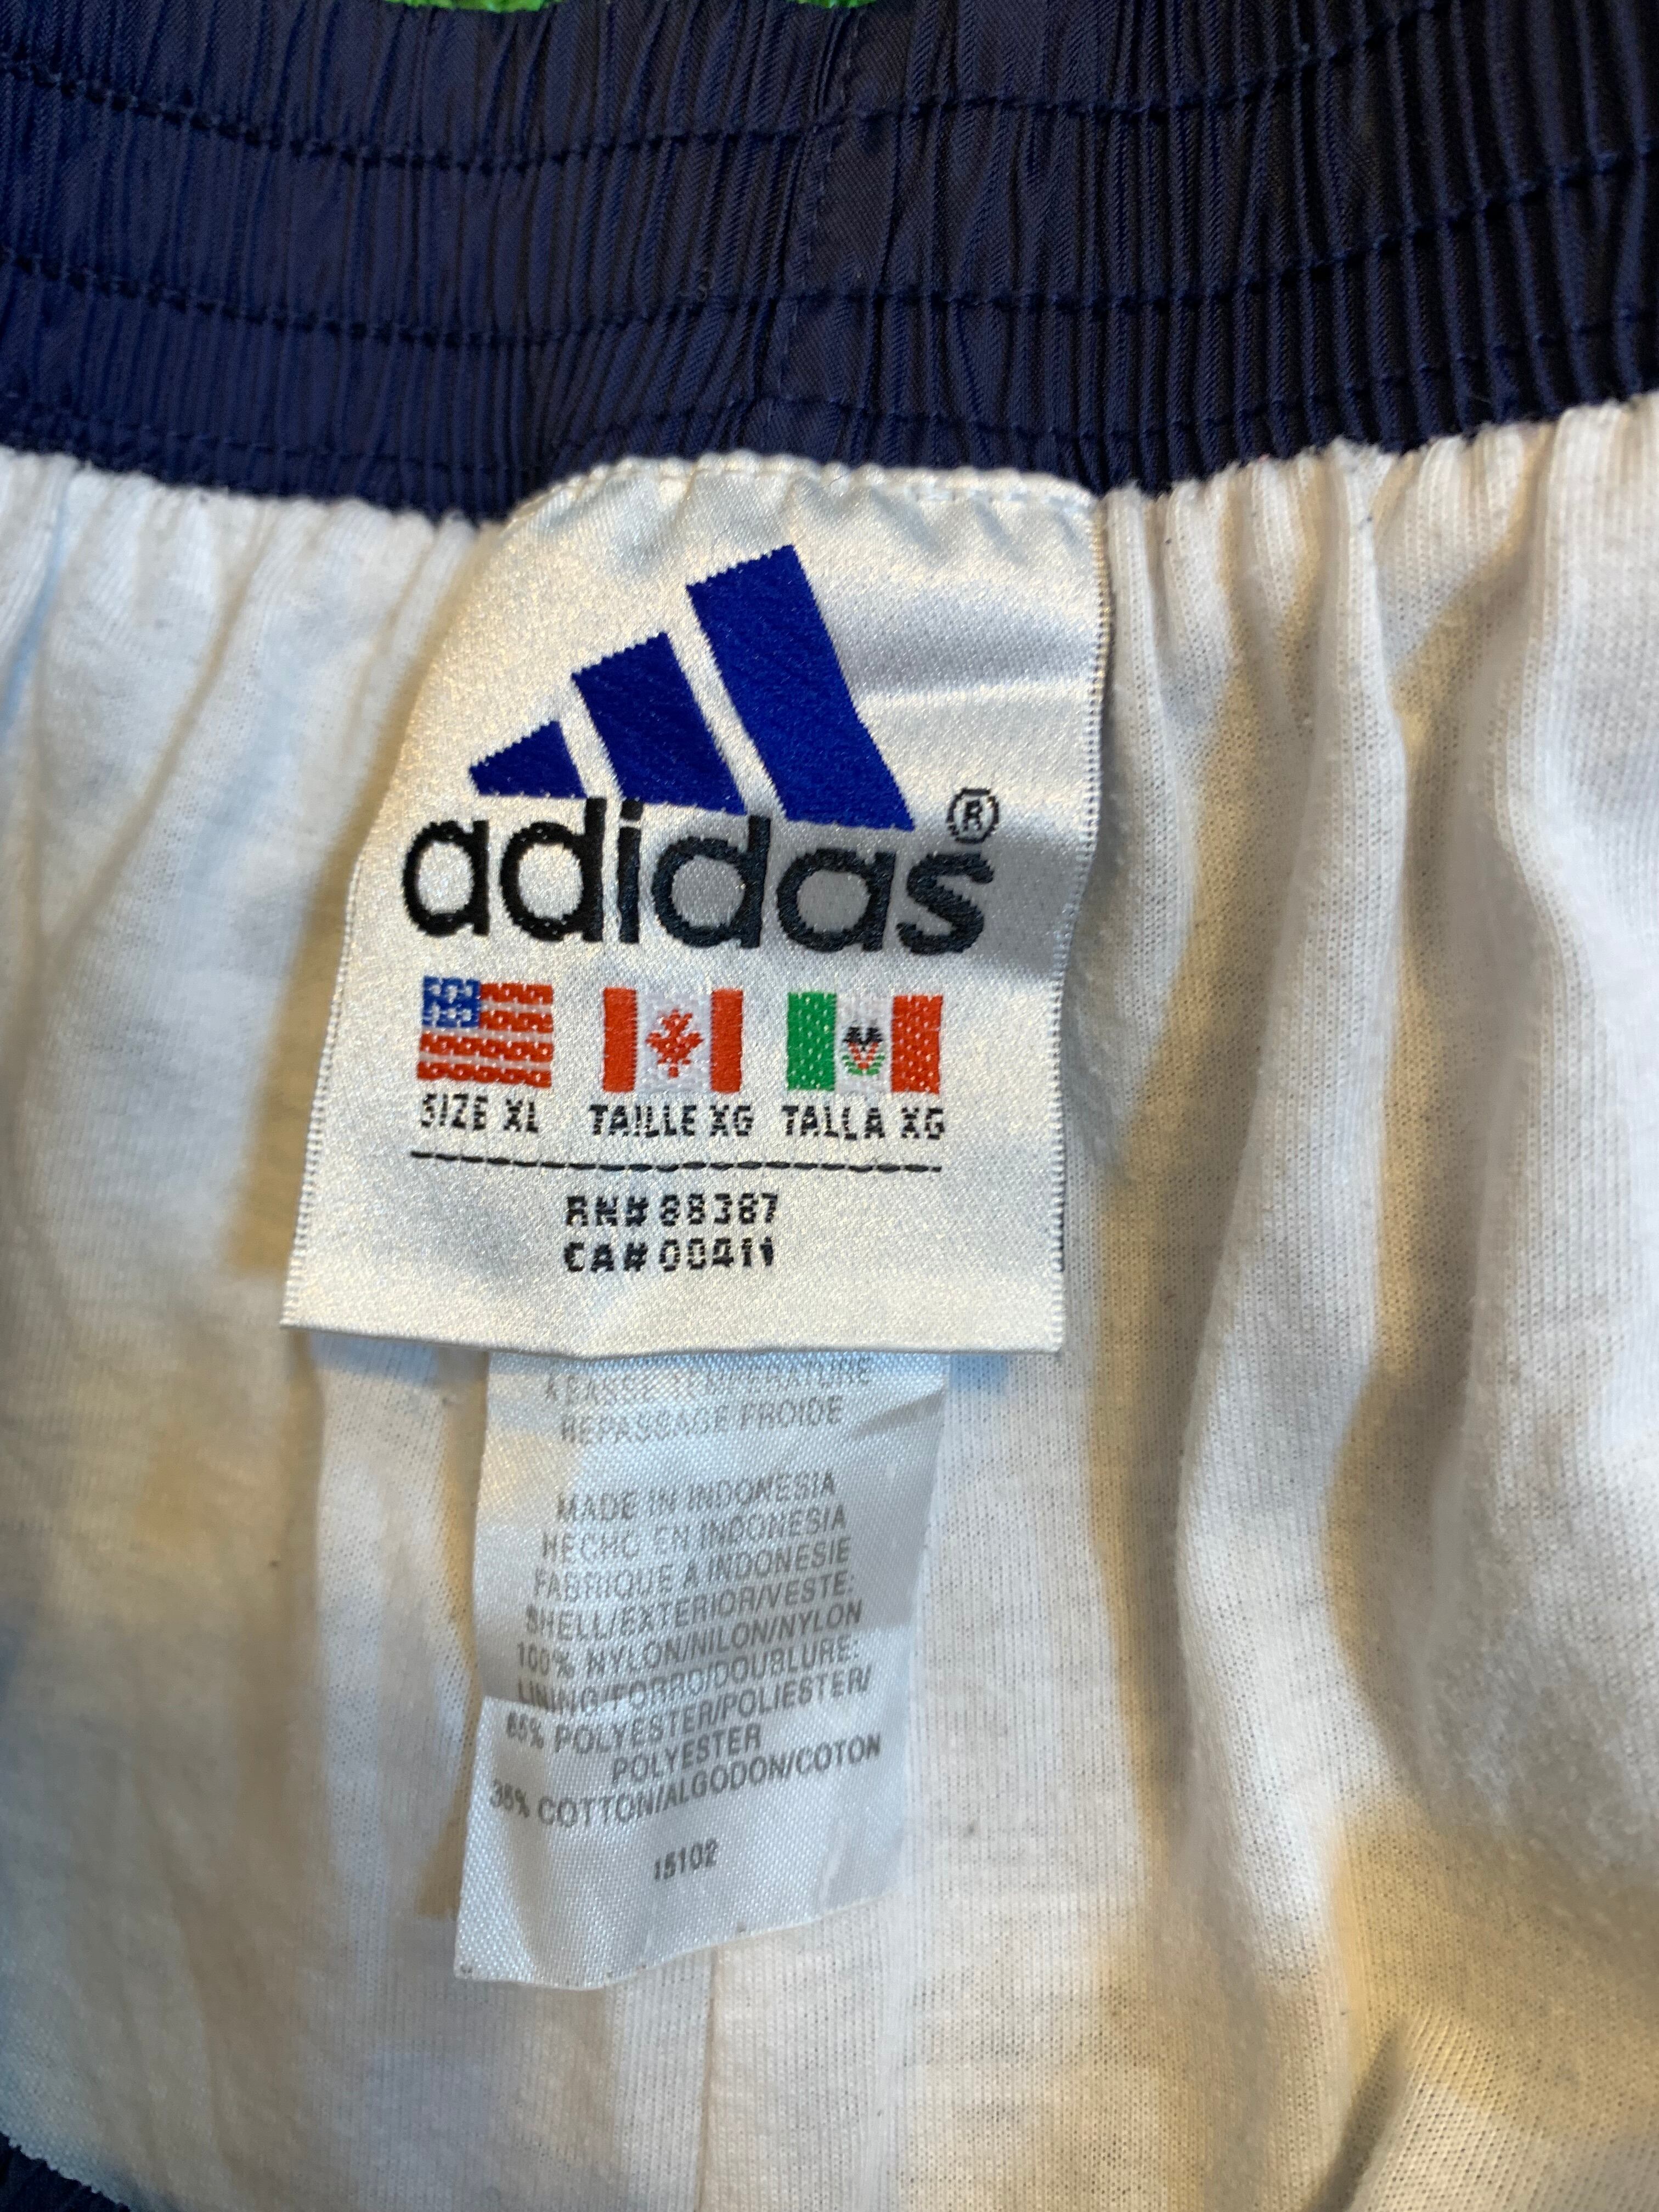 adidas®
SIZE XL TAILLE XG TALLA XG
RN# 88387
CA# 00411
A BASSE TEMPERATURE
REPASSAGE FROIDE
MADE IN INDONESIA
HECHO EN INDONESIA
FABRIQUE A INDONESIE
SHELL/EXTERIOR/VESTE:
100% NYLON/NILON/NYLON
LINING/FORRO/DOUBLURE:
65% POLYESTER/POLIESTER/
POLYESTER
35% COTTON/ALGODON/COTON
15102